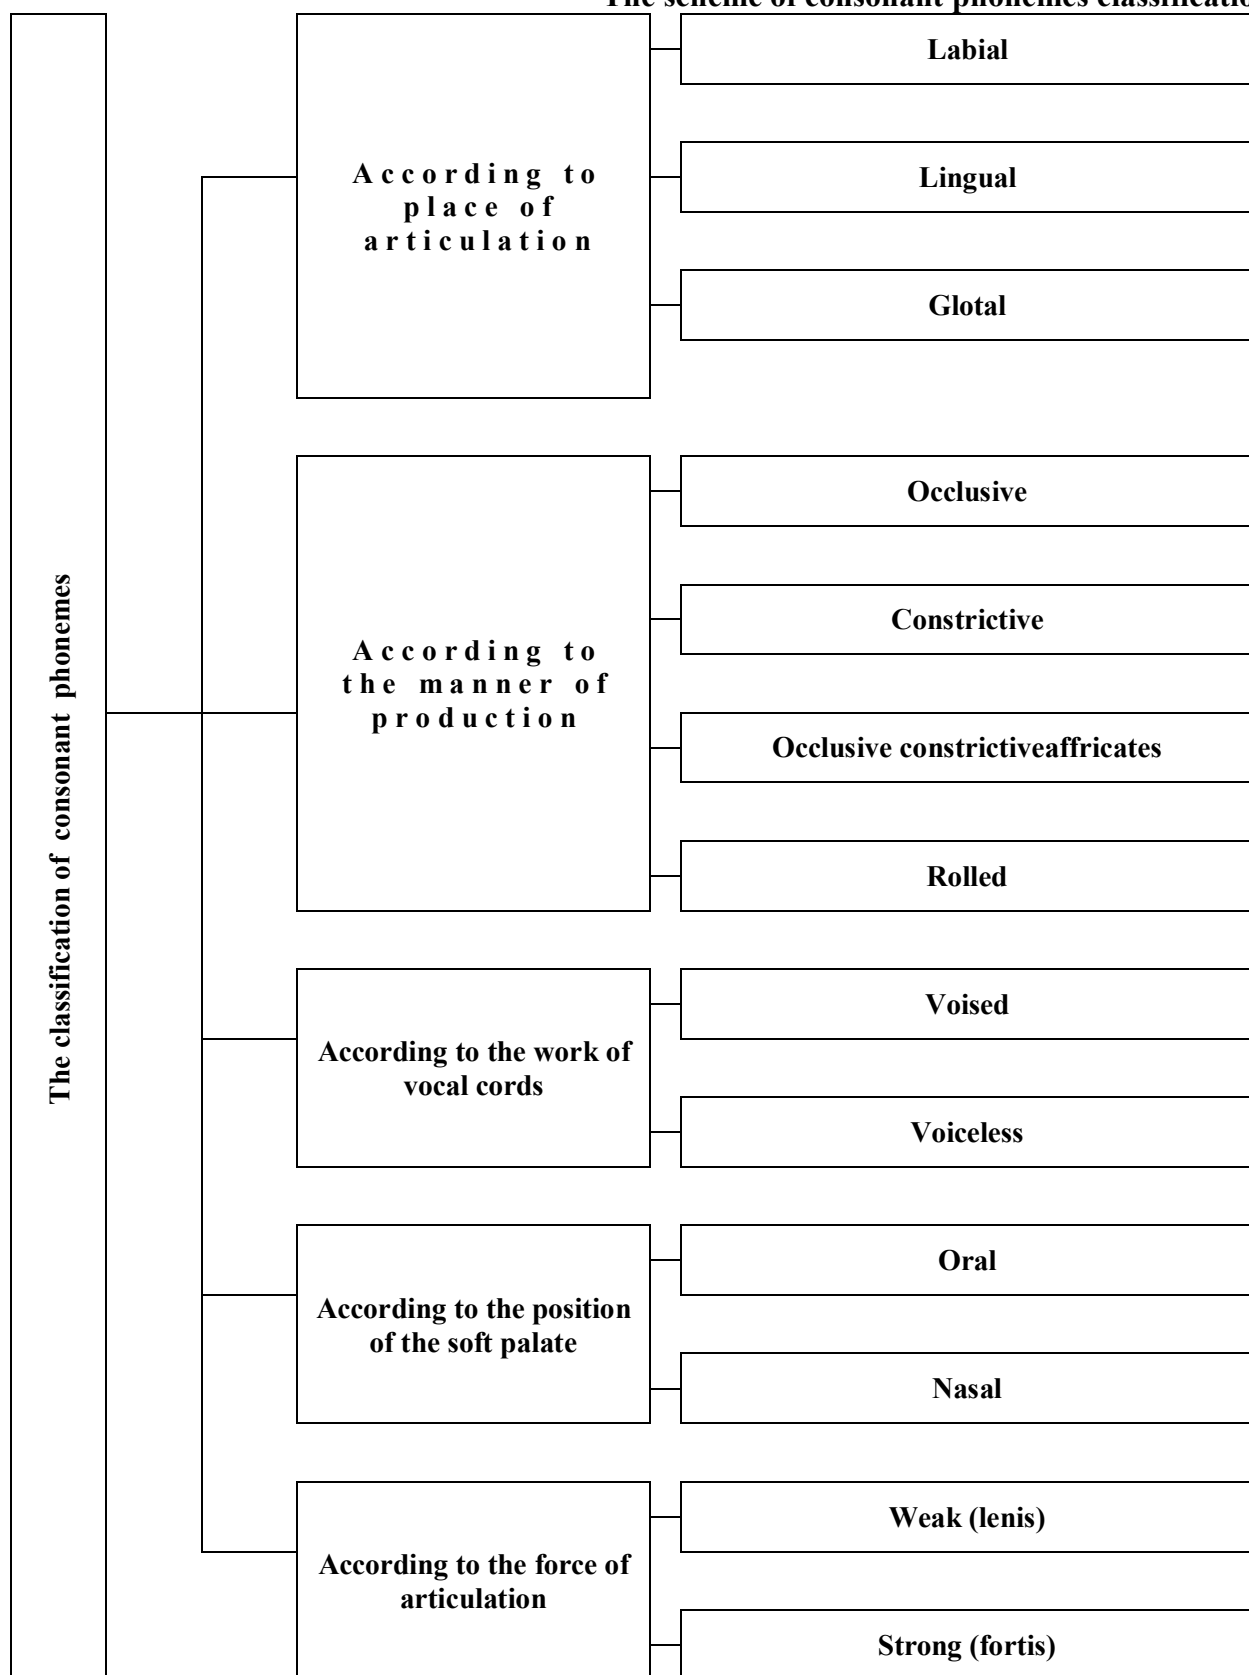 The scheme of consonant phonemes classificatio
The classification of consonant phonemes
According to
place of
articulation
Labial
Lingual
Glotal
According to
the manner of
production
Occlusive
Constrictive
Occlusive constrictiveaffricates
Rolled
According to the work of
vocal cords
Voised
Voiceless
According to the position
of the soft palate
Oral
Nasal
According to the force of
articulation
Weak (lenis)
Strong (fortis)